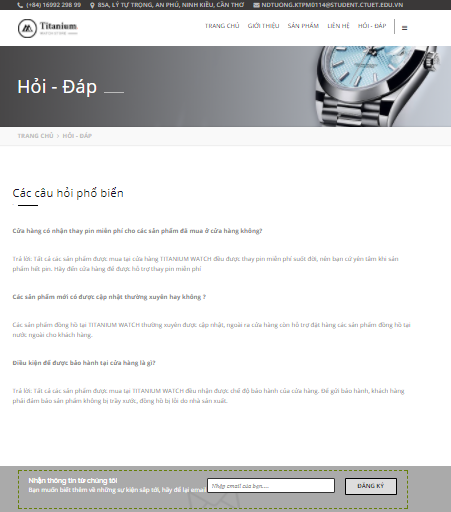 (+84) 16992 298 99 85A, LÝ TỰ TRỌNG, AN PHÚ, NINH KIỀU, CẦN THƠ NDTUONG.KTPM0114@STUDENT.CTUET.EDU.VN
Titanium
TRANG CHỦ GIỚI THIỆU SẢN PHẨM LIÊN HỆ HỎI - ĐÁP
Hỏi - Đáp
TRANG CHỦ › HỎI - ĐÁP
Các câu hỏi phổ biến
Cửa hàng có nhận thay pin miễn phí cho các sản phẩm đã mua ở cửa hàng không?
Trả lời: Tất cả các sản phẩm được mua tại cửa hàng TITANIUM WATCH đều được thay pin miễn phí suốt đời, nên bạn cứ yên tâm khi sản
phẩm hết pin. Hãy đến cửa hàng để được hỗ trợ thay pin miễn phí
Các sản phẩm mới có được cập nhật thường xuyên hay không ?
Các sản phẩm đồng hồ tại TITANIUM WATCH thường xuyên được cập nhật, ngoài ra cửa hàng còn hỗ trợ đặt hàng các sản phẩm đồng hồ tại
nước ngoài cho khách hàng.
Điều kiện để được bảo hành tại cửa hàng là gì?
Trả lời: Tất cả các sản phẩm được mua tại TITANIUM WATCH đều nhận được chế độ bảo hành của cửa hàng. Để gửi bảo hành, khách hàng
phải đảm bảo sản phẩm không bị trầy xước, đồng hồ bị lỗi do nhà sản xuất.
Nhận thông tin từ chúng tôi
Bạn muốn biết thêm về những sự kiện sắp tới, hãy để lại email
Nhập email của bạn....
ĐĂNG KÝ